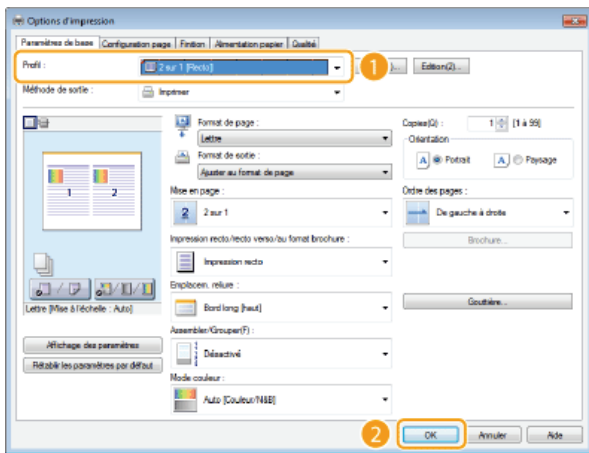 Options d'impression
Paramètres de base Configuration page Finition Alimentation papier Qualité
Profil : 2 sur 1 [Recto] 1 )... Edition(2)...
Méthode de sortie : Imprimer
Format de page : Copies(Q) : 1 [1 à 99]
Lettre Orientation
Format de sortie : A Portrait A Paysage
Ajuster au format de page
Mise en page : Ordre des pages :
1 2 2 2 sur 1 De gauche à droite
Impression recto/recto verso/au format brochure : Brochure...
Impression recto
Emplacem. reliure :
Lettre [Mise à l'échelle : Auto] Bord long [haut] Gouttière...
Assembler/Grouper(F) :
Affichage des paramètres Désactivé
Rétablir les paramètres par défaut
Mode couleur :
Auto [Couleur/N&B]
2 OK Annuler Aide